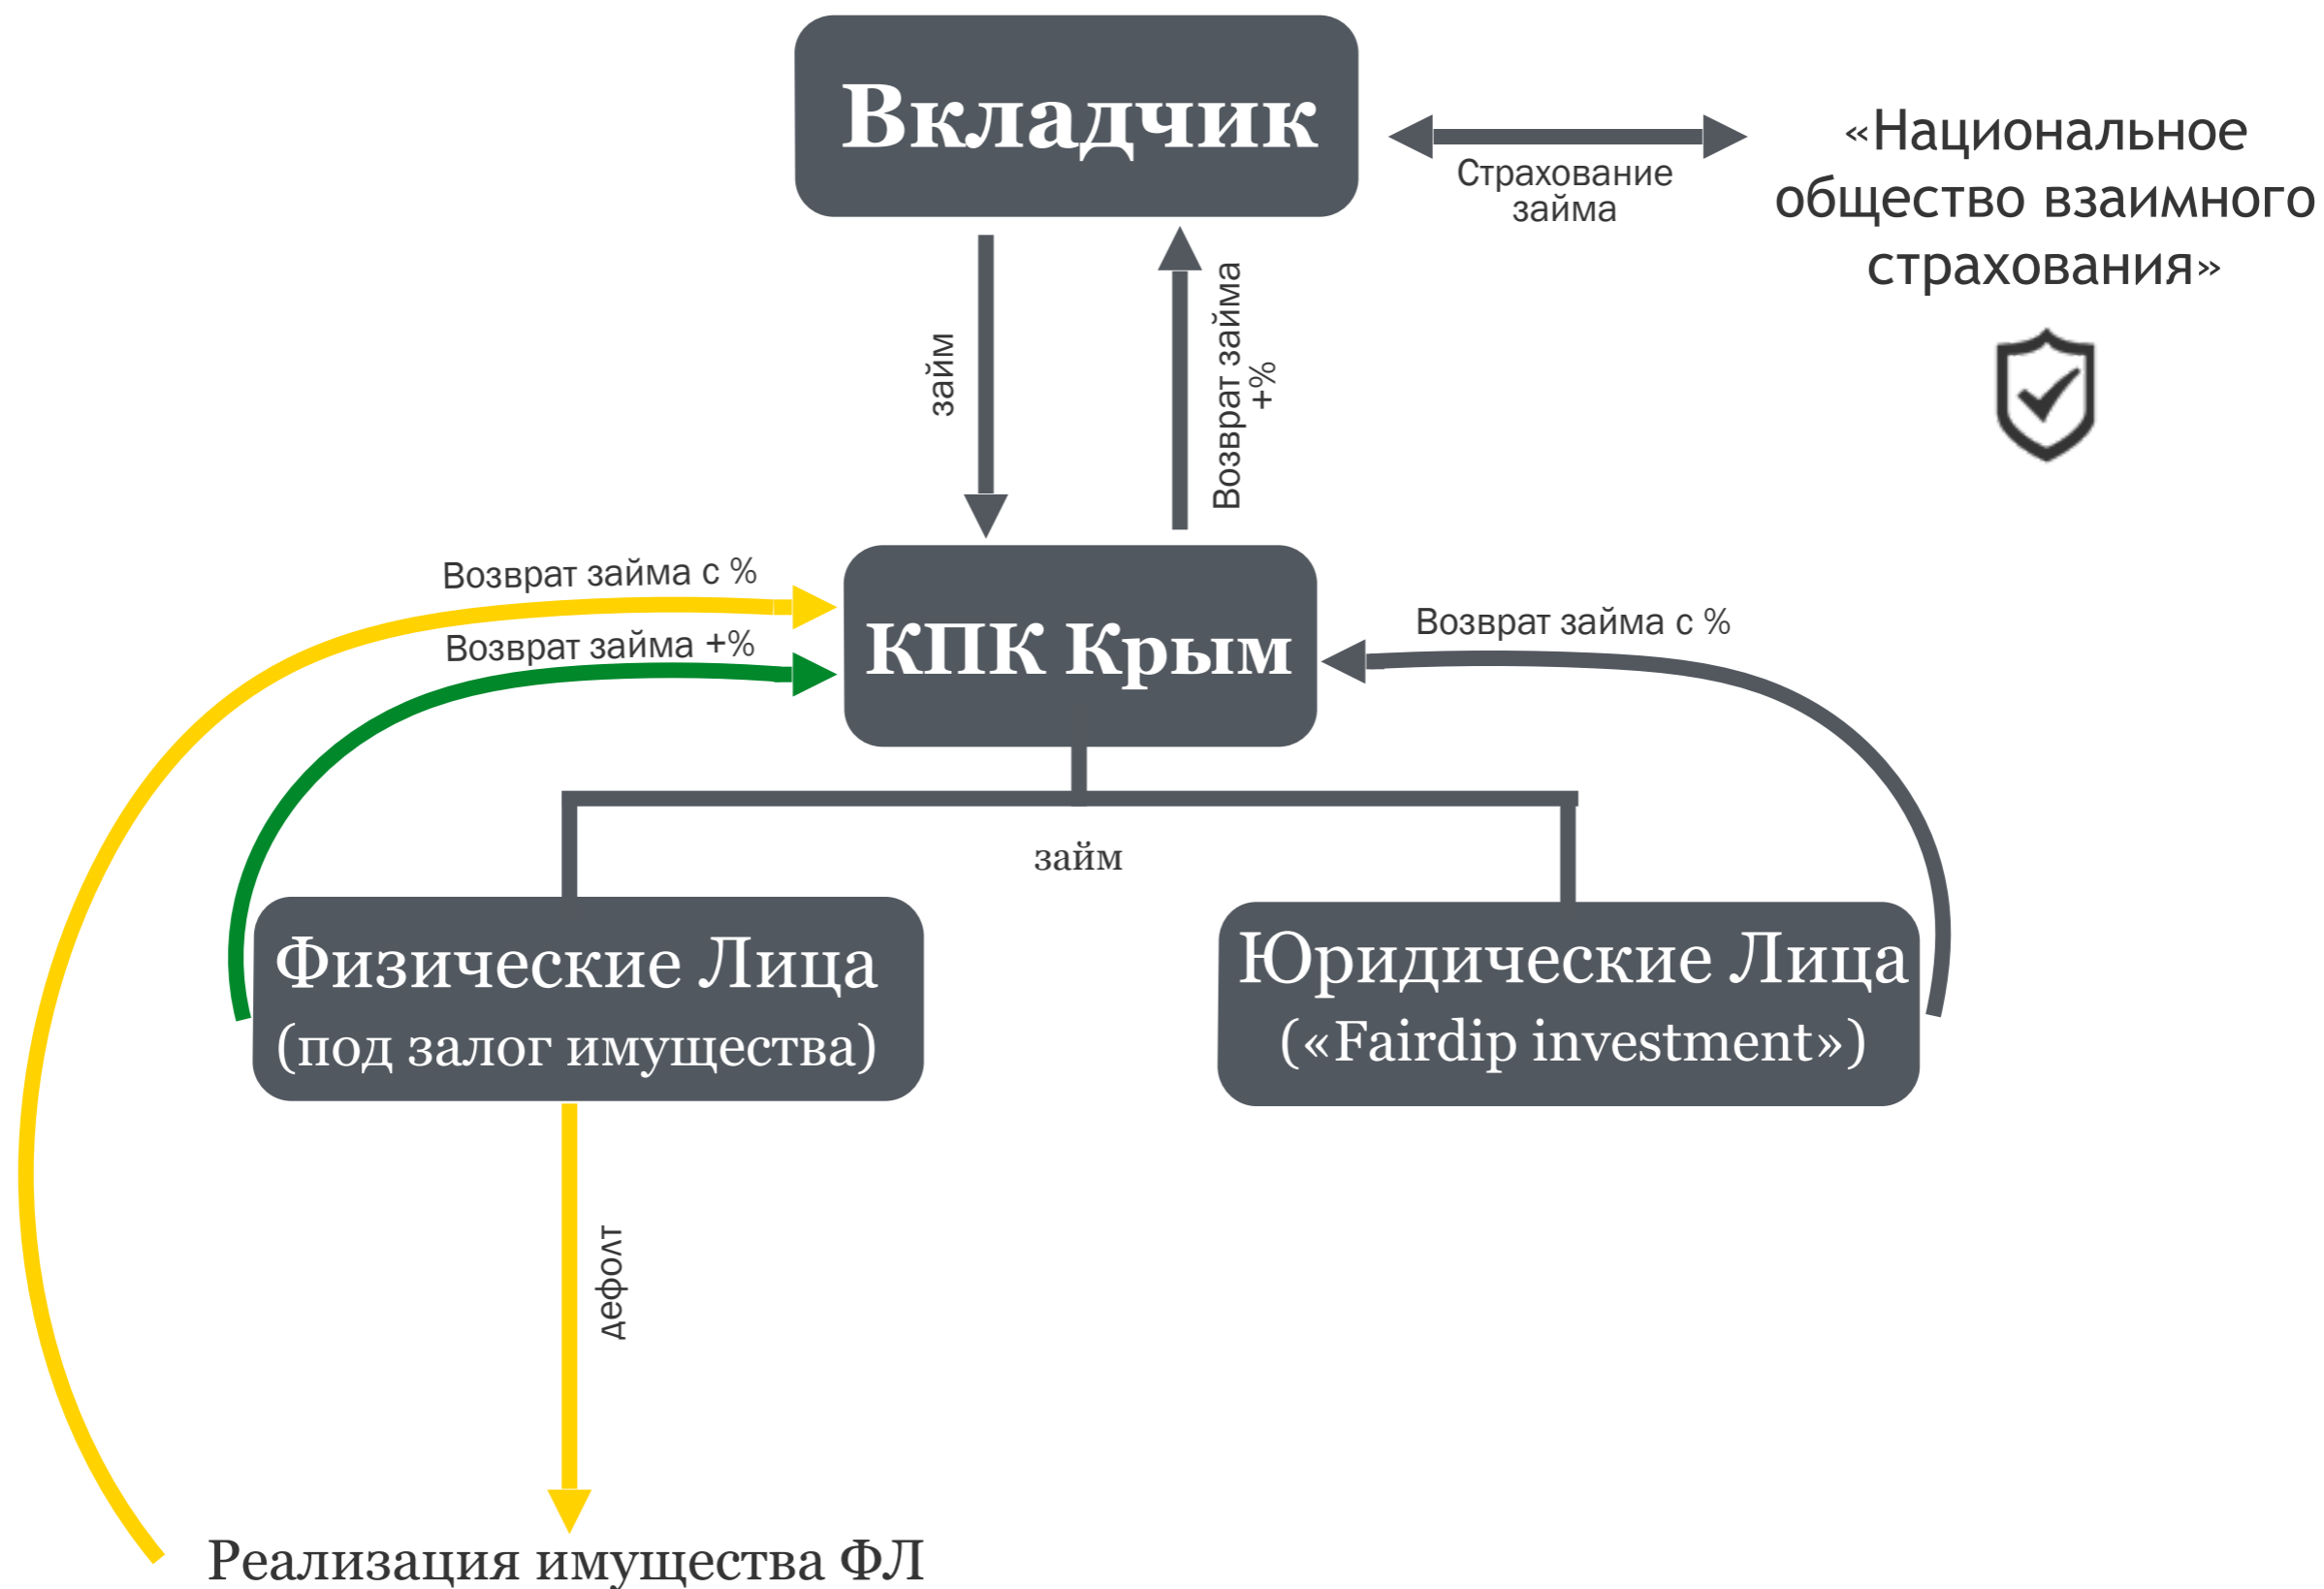 Вкладчик
Страхование
займа
«Национальное
общество взаимного
страхования»
займ
Возврат займа
+%
Возврат займа с %
Возврат займа +%
КПК Крым
Возврат займа с %
займ
Физические Лица
(под залог имущества)
Юридические Лица
(«Fairdip investment»)
дефолт
Реализация имущества ФЛ